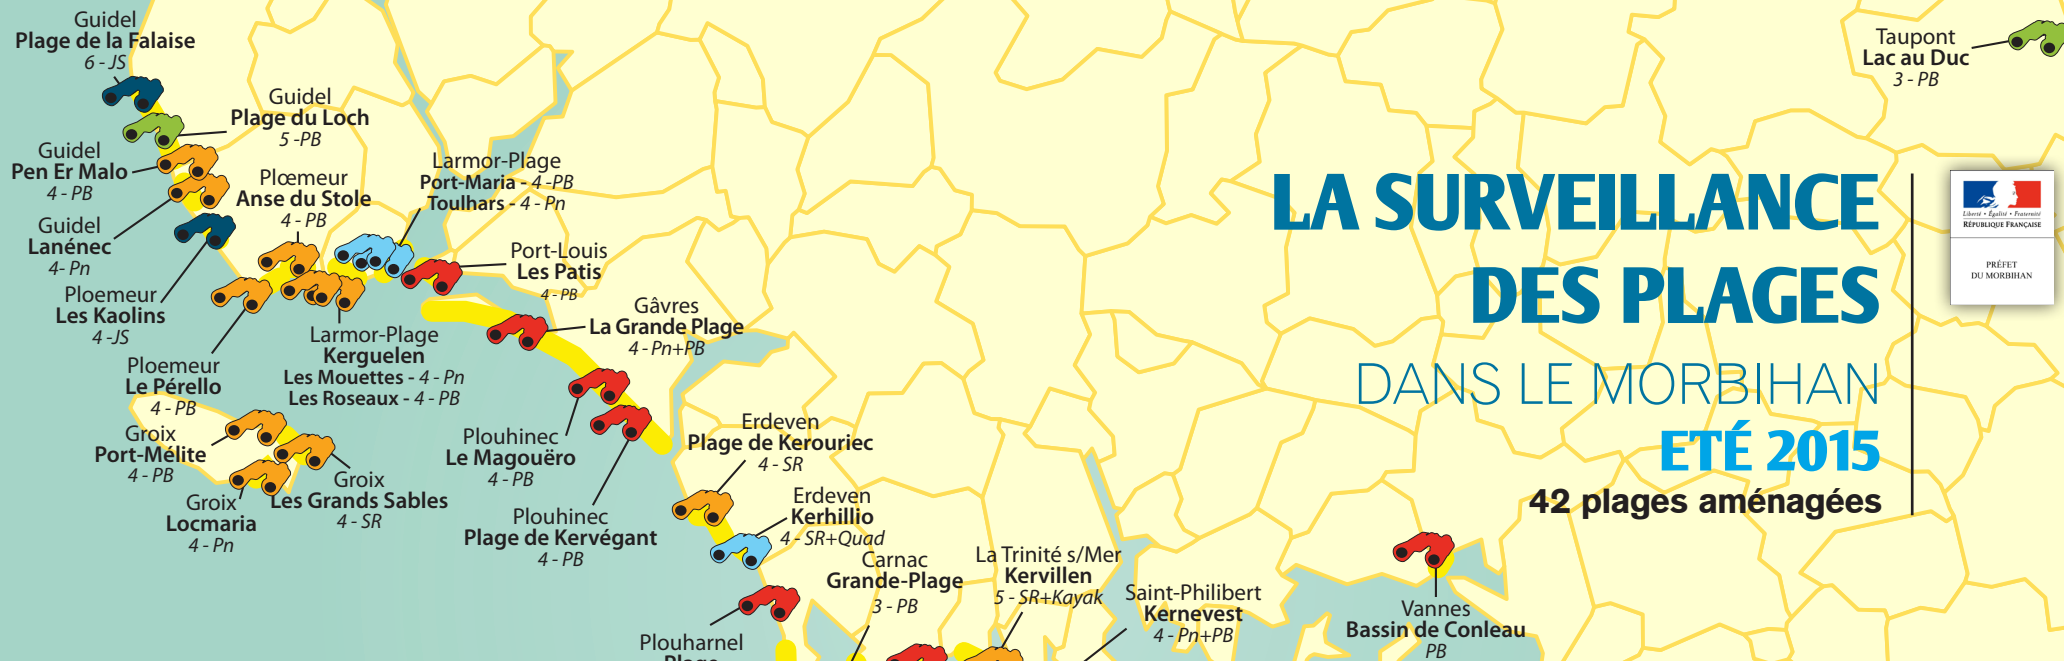 Guidel
Plage de la Falaise
6 - JS
Guidel
Plage du Loch
5 -PB
Guidel
Pen Er Malo
4 - PB
Plœmeur
Anse du Stole
4 - PB
Guidel
Lanénec
4- Pn
Ploemeur
Les Kaolins
4 -JS
Larmor-Plage
Port-Maria - 4 -PB
Toulhars - 4 - Pn
Port-Louis
Les Patis
4 - PB
Gâvres
La Grande Plage
4 - Pn+PB
Larmor-Plage
Kerguelen
Les Mouettes - 4 - Pn
Les Roseaux - 4 - PB
Ploemeur
Le Pérello
4 - PB
Groix
Port-Mélite
4 - PB
Groix
Les Grands Sables
4 - SR
Groix
Locmaria
4 - Pn
Plouhinec
Le Magouëro
4 - PB
Plouhinec
Plage de Kervégant
4 - PB
Erdeven
Plage de Kerouriec
4 - SR
Erdeven
Kerhillio
4 - SR+Quad
Carnac
Grande-Plage
3 - PB
La Trinité s/Mer
Kervillen
5 - SR+Kayak
Saint-Philibert
Kernevest
4 - Pn+PB
Plouharnel
Plage
Vannes
Bassin de Conleau
PB
Taupont
Lac au Duc
3 - PB
LA SURVEILLANCE
DES PLAGES
DANS LE MORBIHAN
ETÉ 2015
42 plages aménagées
Liberté • Égalité • Fraternité
RÉPUBLIQUE FRANÇAISE
PRÉFET
DU MORBIHAN